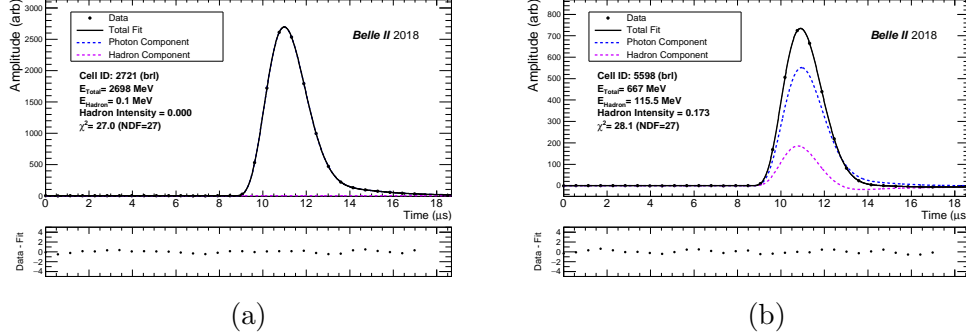 Amplitude (arb)
3000
2500
2000
1500
1000
500
0
Data
Total Fit
Photon Component
Hadron Component
Belle II 2018
Cell ID: 2721 (brl)
E_Total= 2698 MeV
E_Hadron= 0.1 MeV
Hadron Intensity = 0.000
χ²= 27.0 (NDF=27)
0 2 4 6 8 10 12 14 16 18
Time (μs)
Data - Fit
4
2
0
−2
−4
(a)
Amplitude (arb)
800
700
600
500
400
300
200
100
0
Data
Total Fit
Photon Component
Hadron Component
Belle II 2018
Cell ID: 5598 (brl)
E_Total= 667 MeV
E_Hadron= 115.5 MeV
Hadron Intensity = 0.173
χ²= 28.1 (NDF=27)
0 2 4 6 8 10 12 14 16 18
Time (μs)
Data - Fit
4
2
0
−2
−4
(b)